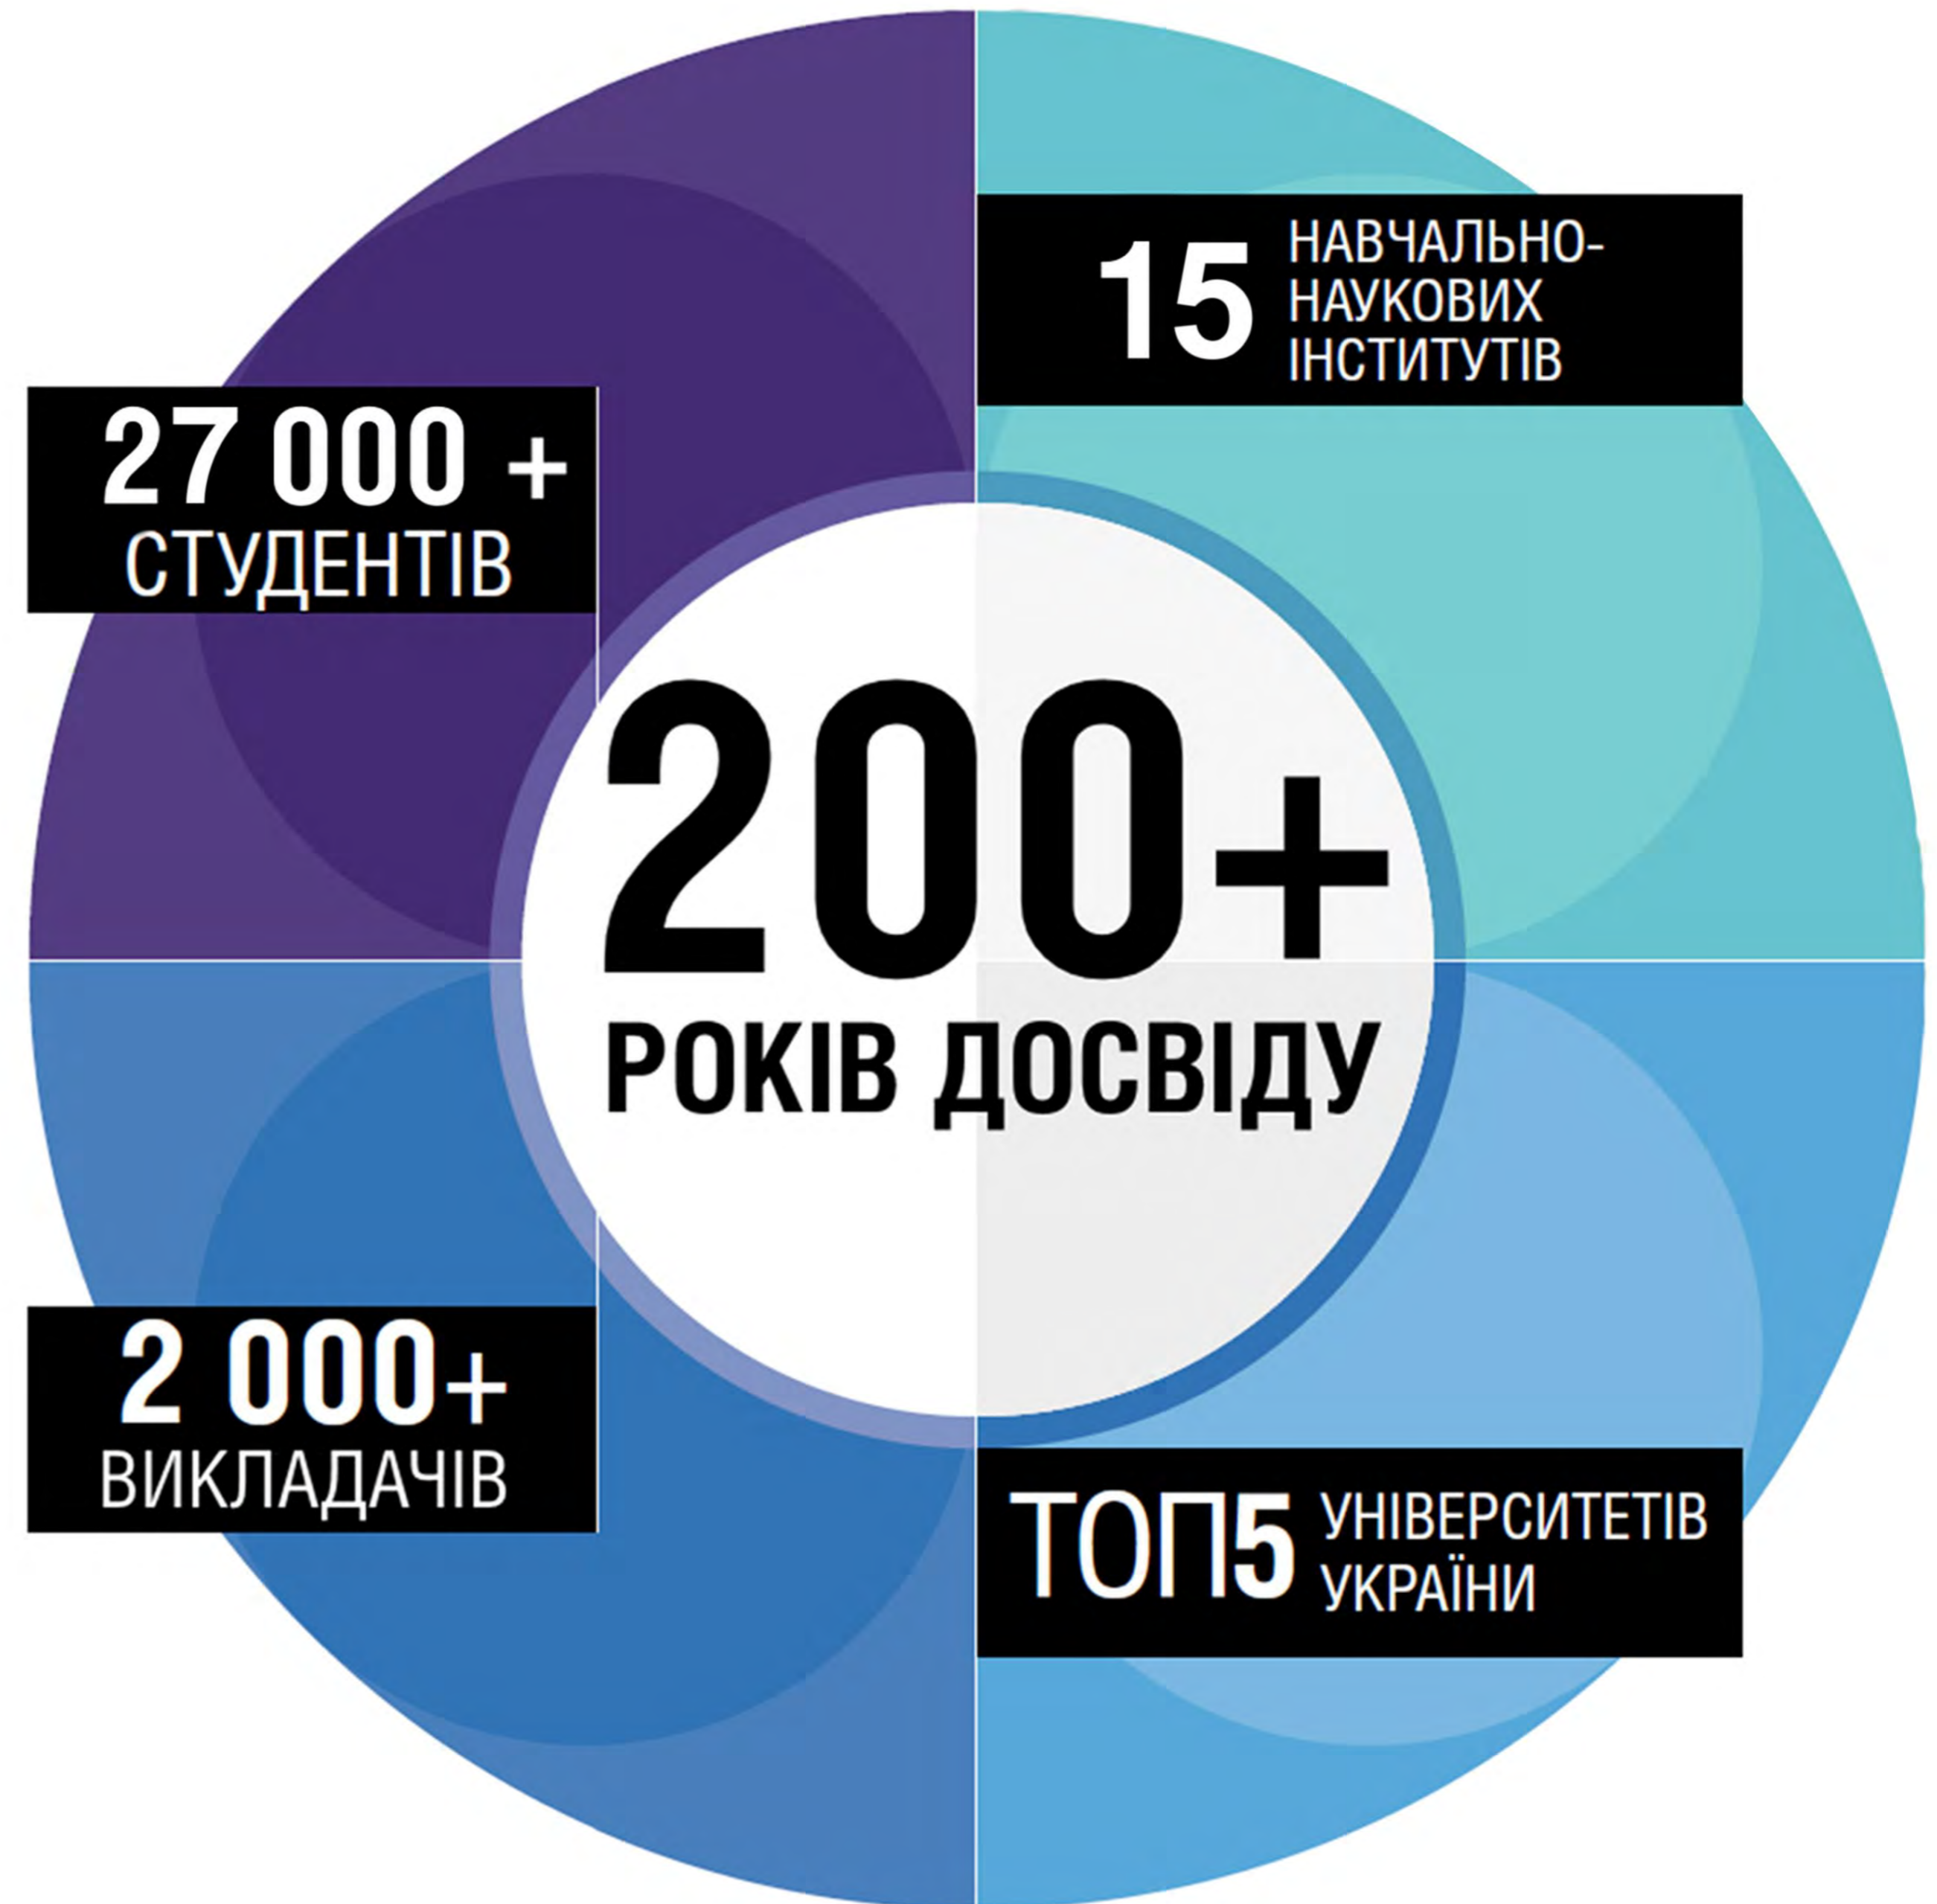 15 НАВЧАЛЬНО-
НАУКОВИХ
ІНСТИТУТІВ
27 000 +
СТУДЕНТІВ
200+
РОКІВ ДОСВІДУ
2 000+
ВИКЛАДАЧІВ
ТОП5 УНІВЕРСИТЕТІВ
УКРАЇНИ